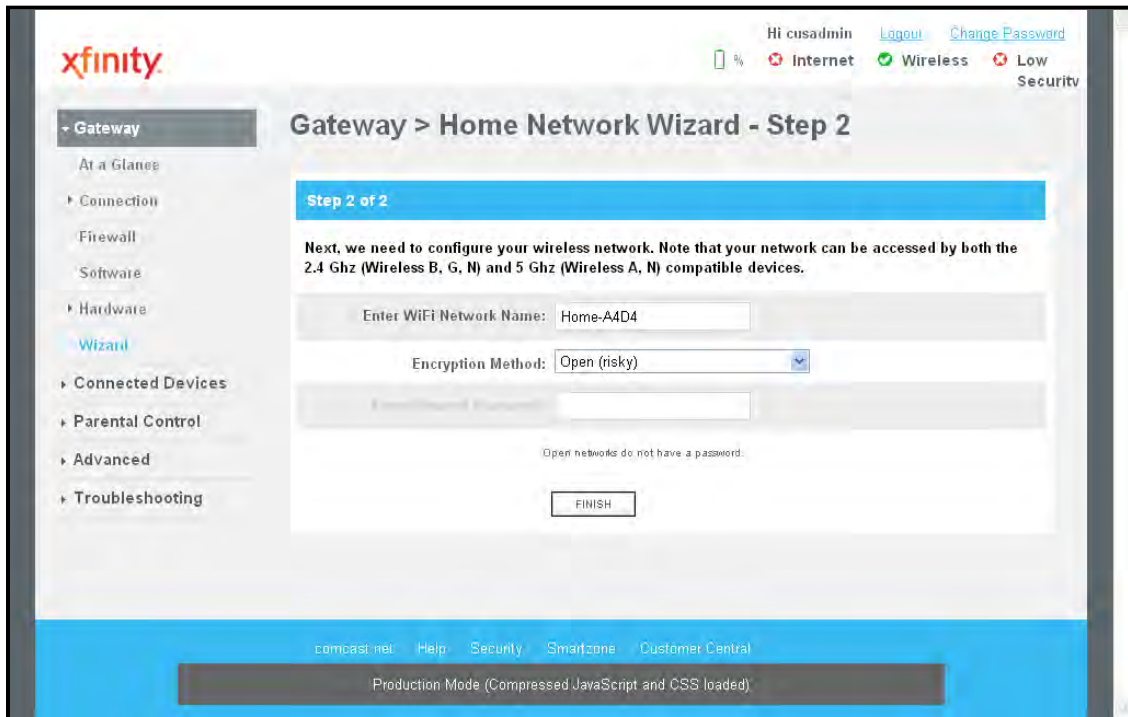 Hi cusadmin Logout Change Password
xfinity
% Internet Wireless Low
Security
Gateway
Gateway > Home Network Wizard - Step 2
At a Glance
Connection
Firewall
Software
Hardware
Wizard
Connected Devices
Parental Control
Advanced
Troubleshooting
Step 2 of 2
Next, we need to configure your wireless network. Note that your network can be accessed by both the
2.4 Ghz (Wireless B, G, N) and 5 Ghz (Wireless A, N) compatible devices.
Enter WiFi Network Name: Home-A4D4
Encryption Method: Open (risky)
Open networks do not have a password.
FINISH
comcast.net Help Security Smartzone Customer Central
Production Mode (Compressed JavaScript and CSS loaded)